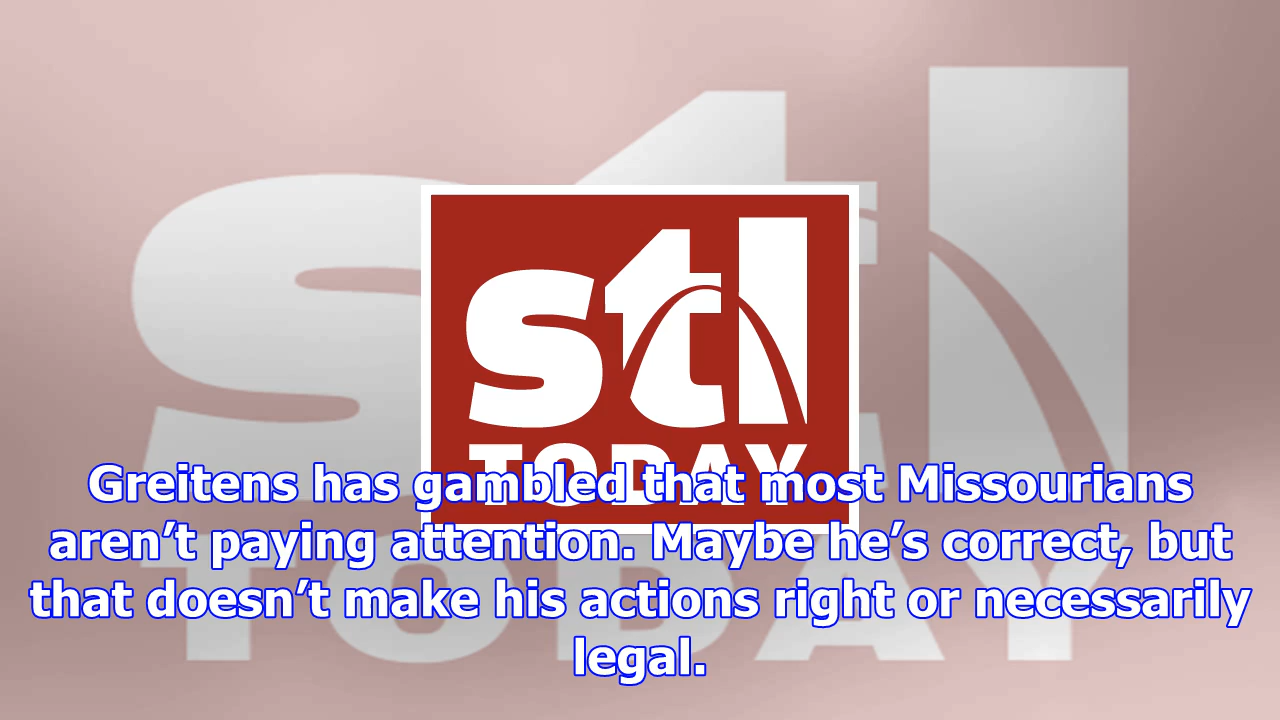 stl
TODAY
Greitens has gambled that most Missourians
aren’t paying attention. Maybe he’s correct, but
that doesn’t make his actions right or necessarily
legal.